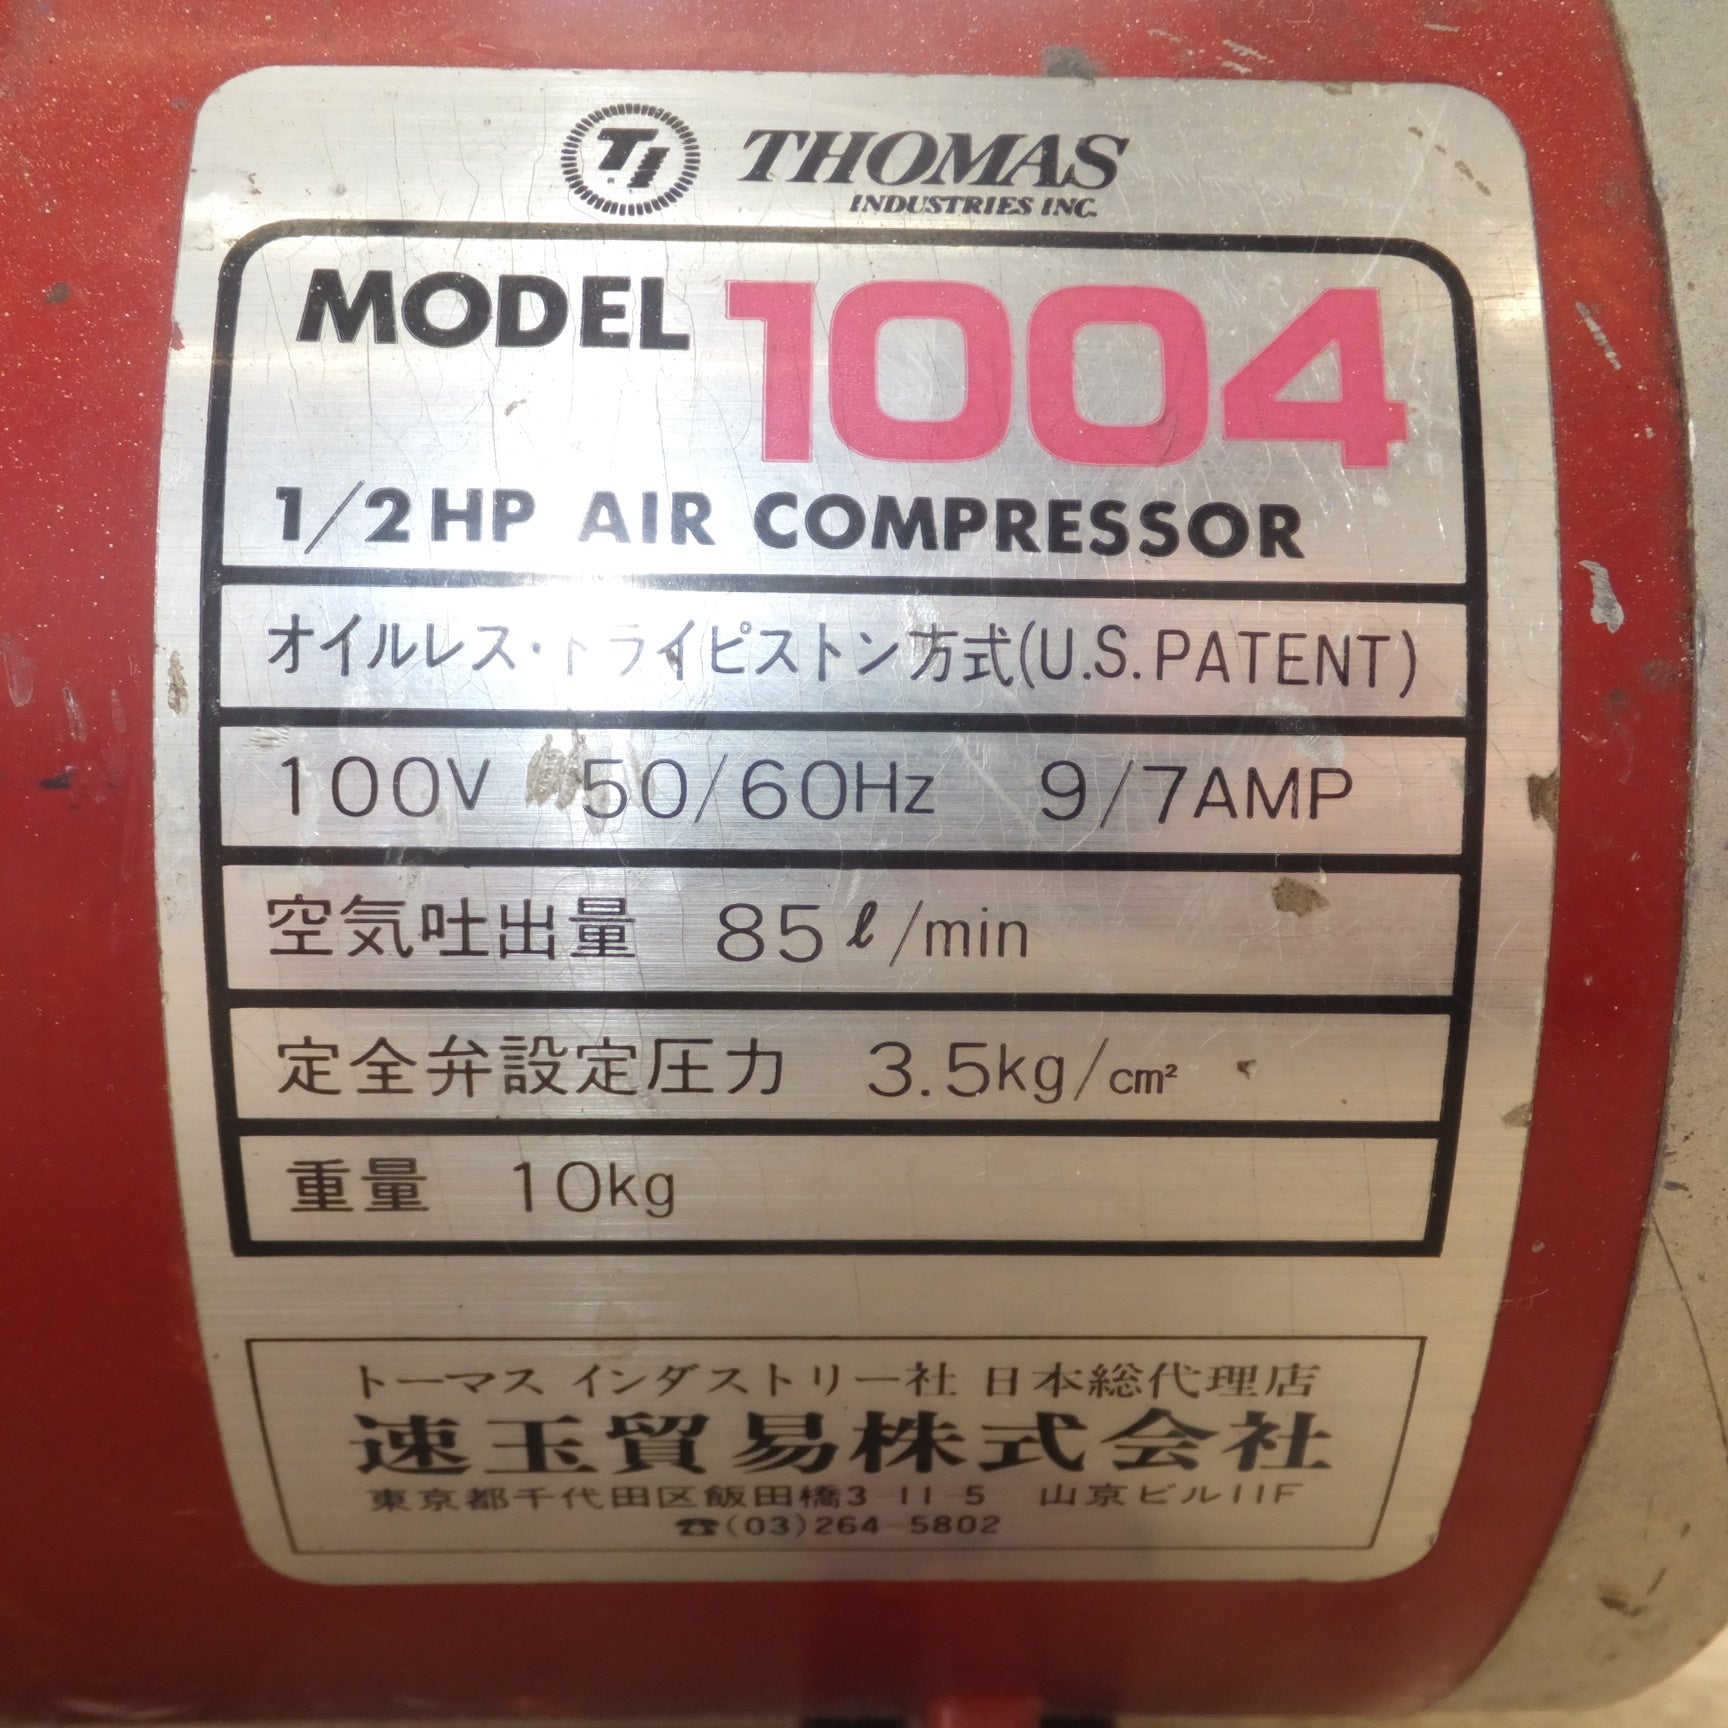 TI THOMAS
INDUSTRIES INC.
MODEL 1004
1/2HP AIR COMPRESSOR
オイルレス・ドライピストン方式(U.S.PATENT)
100V 50/60Hz 9/7AMP
空気吐出量 85ℓ/min
定全弁設定圧力 3.5kg/cm²
重量 10kg
トーマス インダストリー社 日本総代理店
速玉貿易株式会社
東京都千代田区飯田橋3-11-5 山京ビル11F
☎(03)264-5802